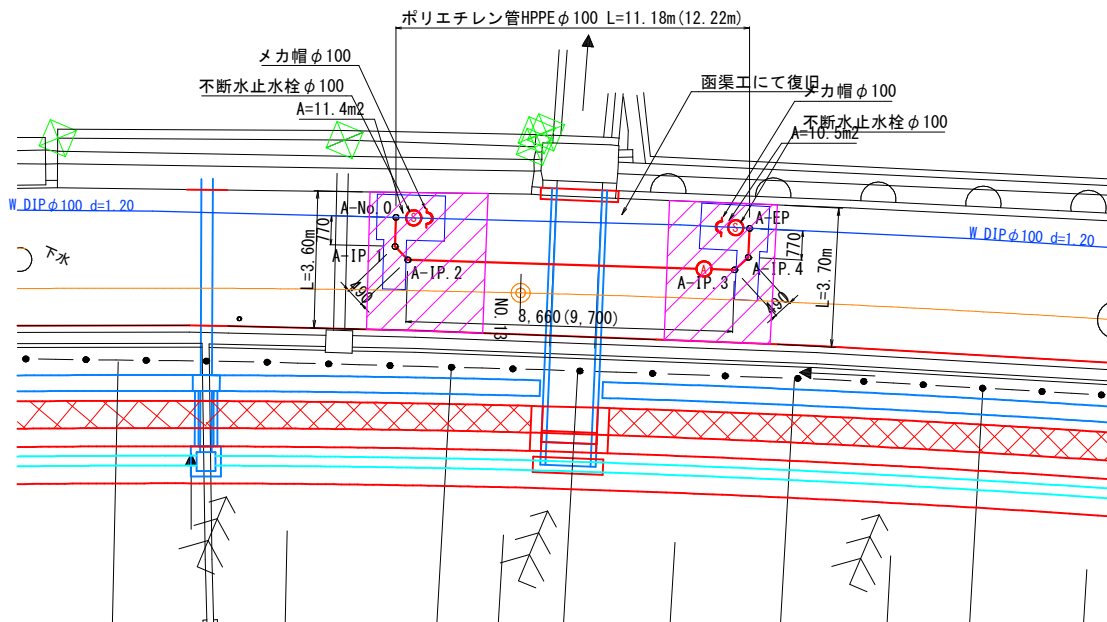 ポリエチレン管HPPEφ100 L=11.18m(12.22m)
メカ帽φ100
不断水止水栓φ100
A=11.4m2
函渠工にて復旧
メカ帽φ100
不断水止水栓φ100
A=10.5m2
W DIPφ100 d=1.20
A-No.0
S
S
A-EP
W DIPφ100 d=1.20
770
770
下水
L=3.60m
A-IP.1
A-IP.2
A
A-IP.3
A-IP.4
L=3.70m
490
490
NO.13
8,660(9,700)